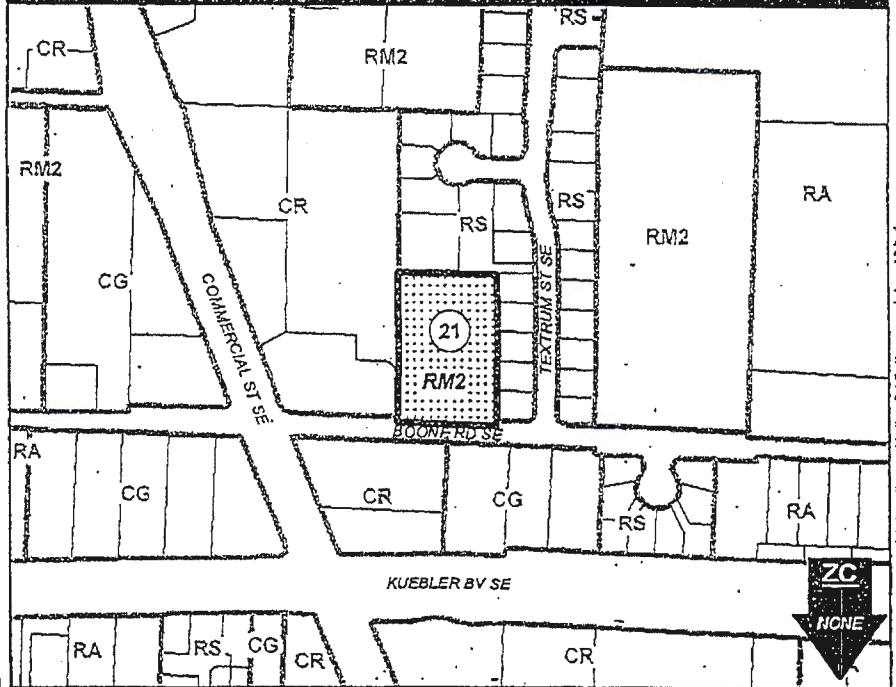 RS
CR
RM2
RM2
RA
CR
RS
RS
RM2
CG
COMMERCIAL ST SE
TEXTRUM ST SE
21
RM2
BOONE RD SE
RA
CG
CR
CG
RS
RA
KUEBLER BV SE
ZC
NONE
RA
RS
CG
CR
CR